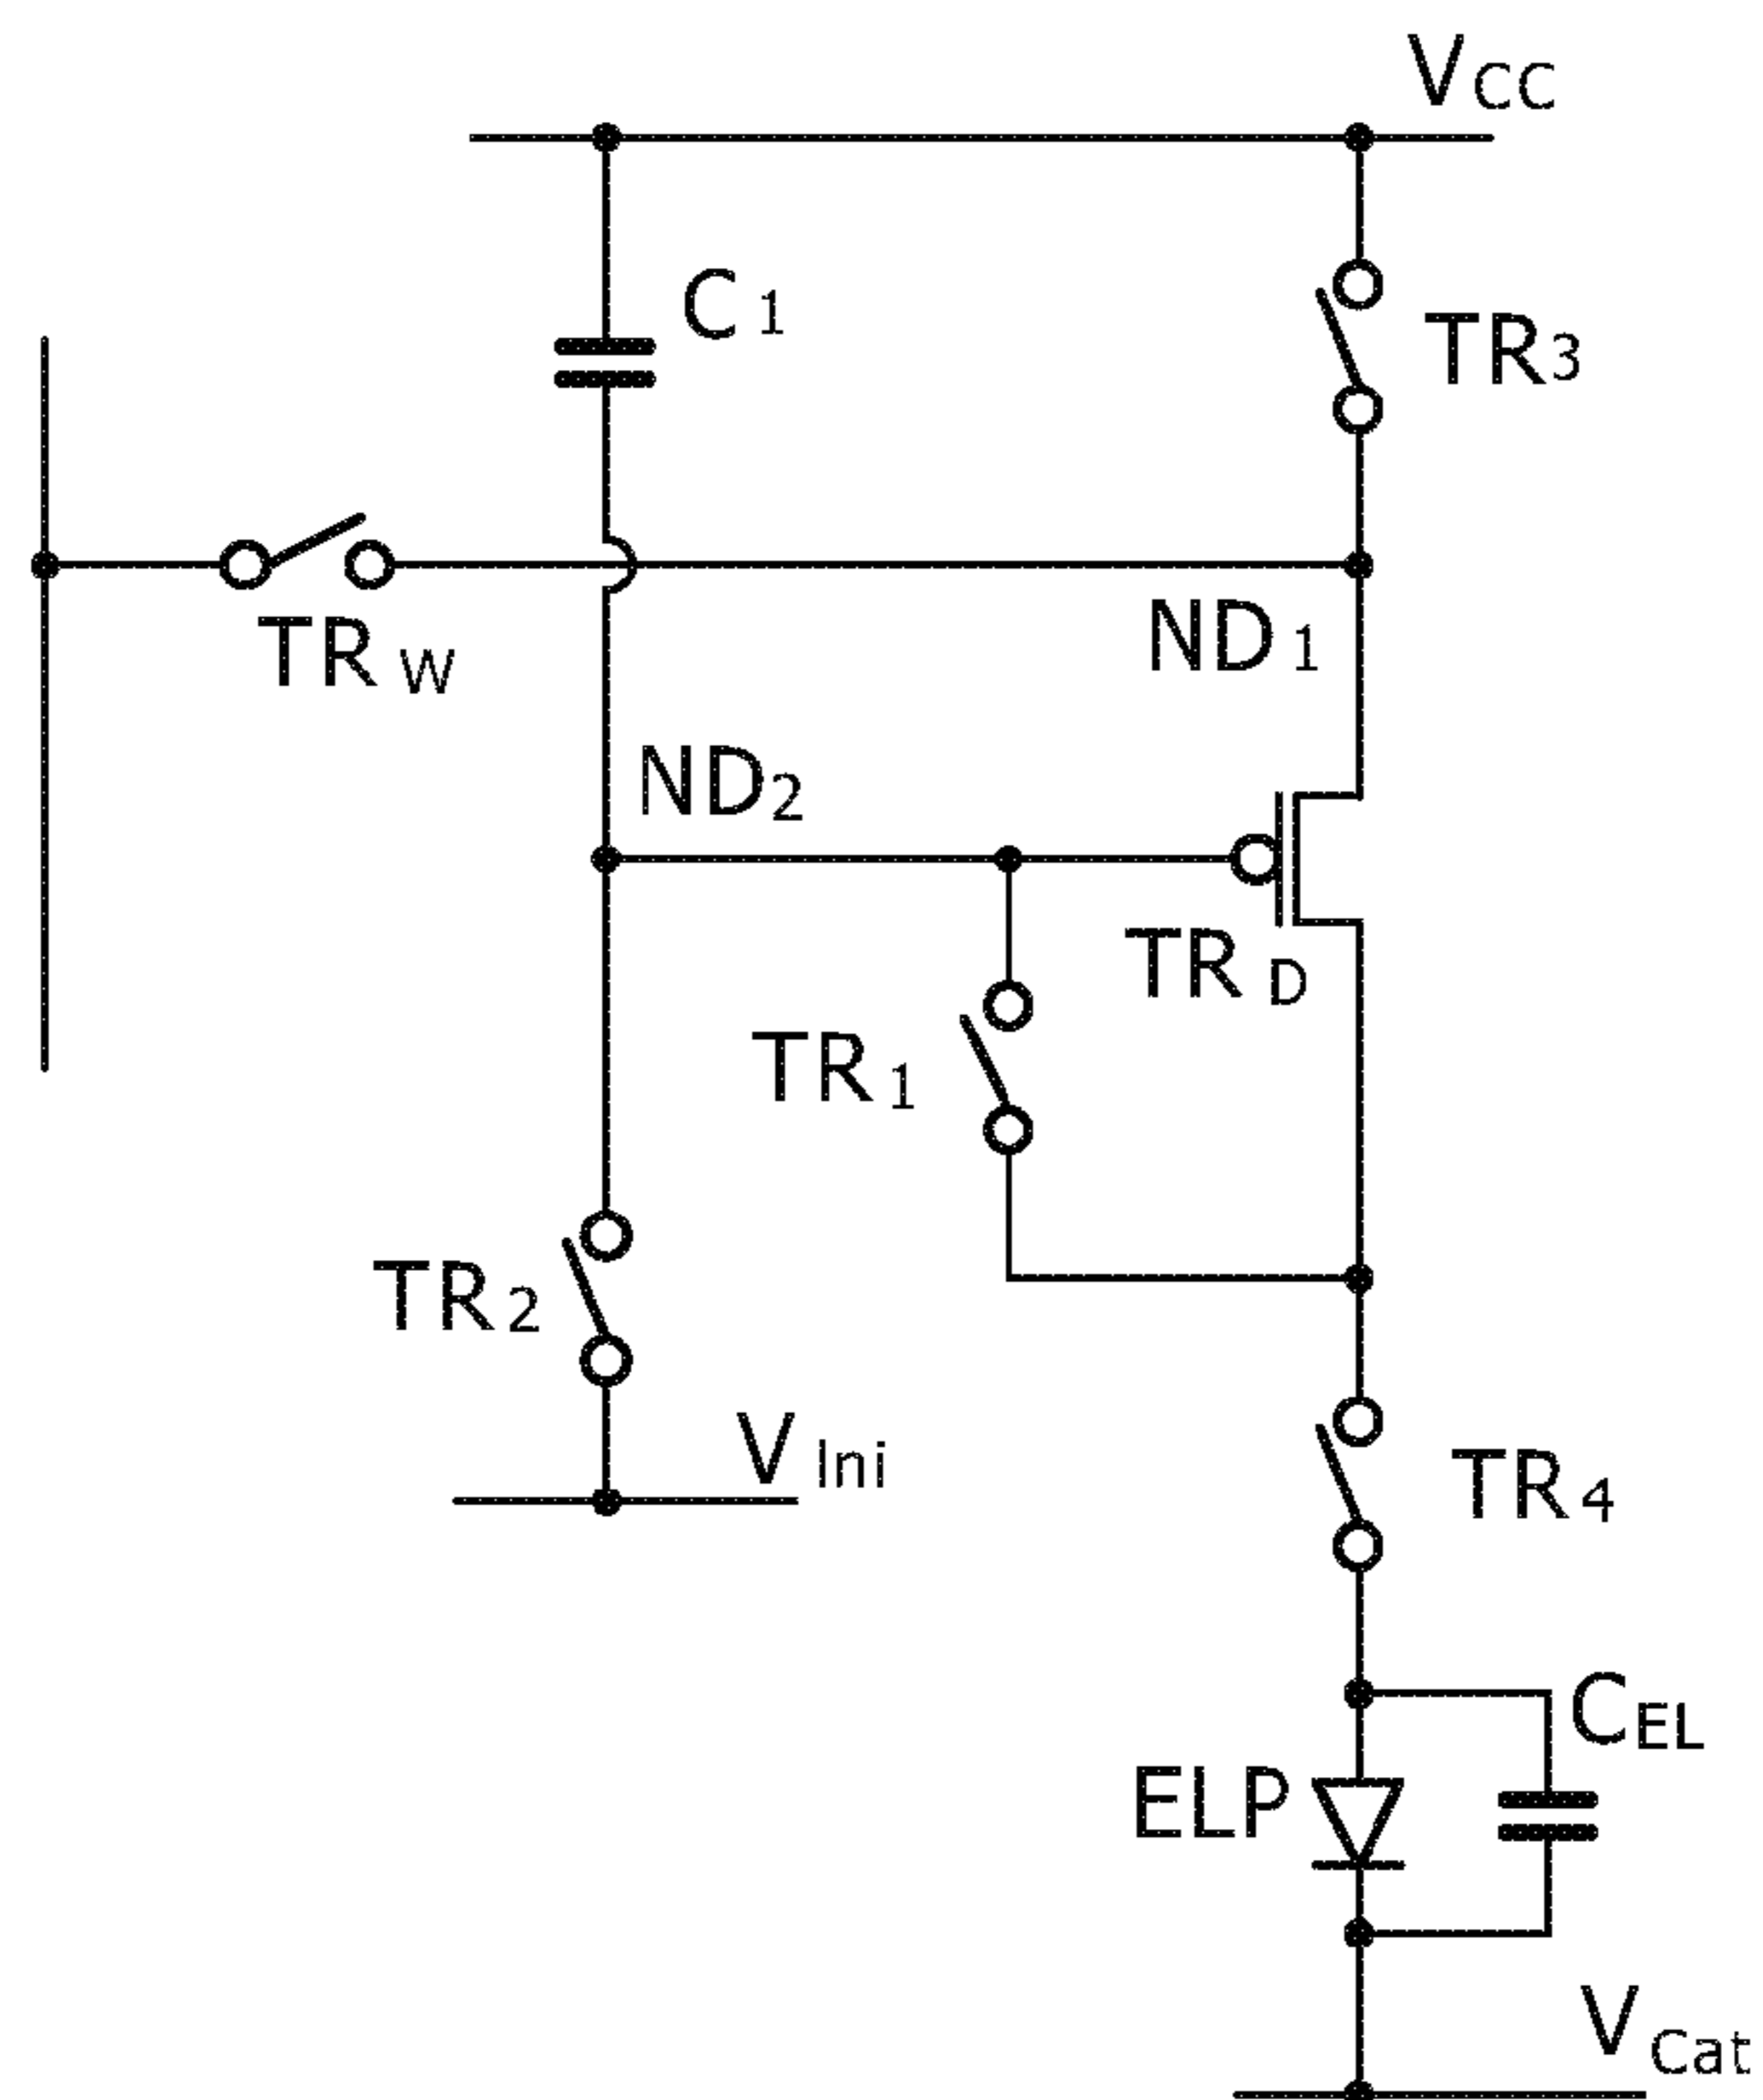 VCC
C1
TR3
TRW
ND1
ND2
TRD
TR1
TR2
VIni
TR4
CEL
ELP
VCat